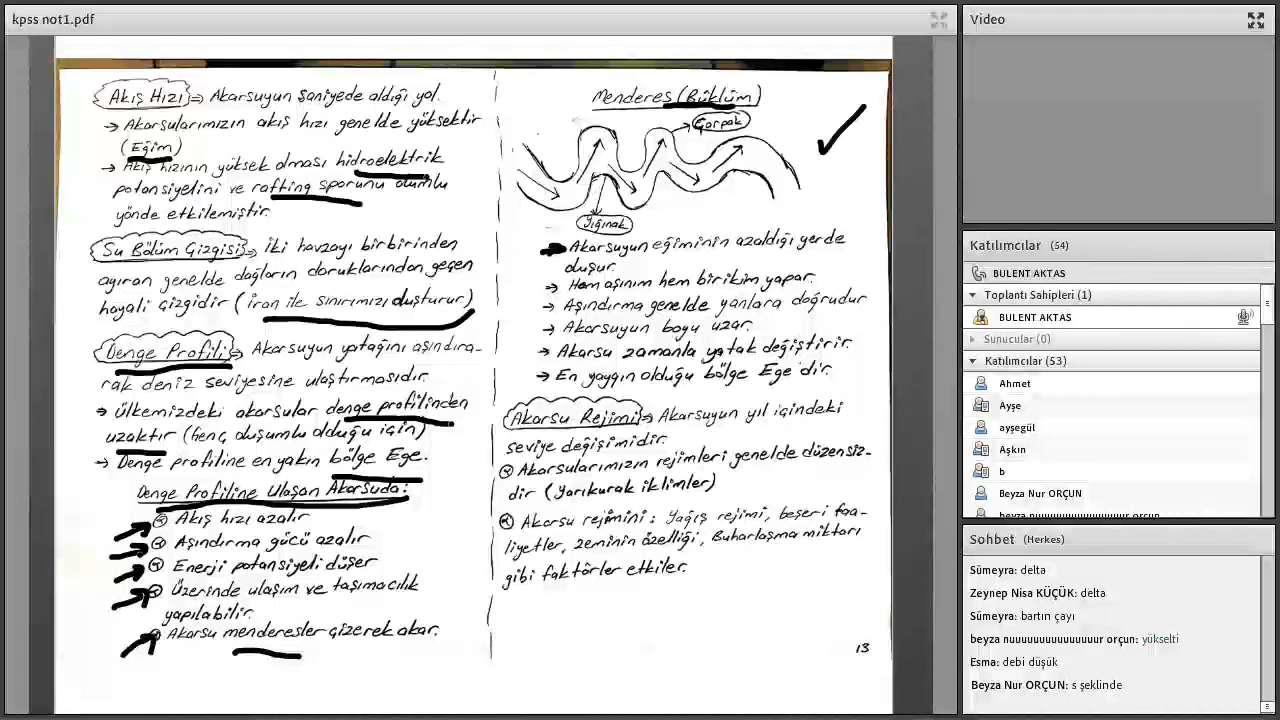 kpss not1.pdf
Akış Hızı ⇒ Akarsuyun saniyede aldığı yol.
→ Akarsularımızın akış hızı genelde yüksektir
(Eğim)
→ Akış hızının yüksek olması hidroelektrik
potansiyelini ve rafting sporunu olumlu
yönde etkilemiştir.
Su Bölüm Çizgisi ⇒ İki havzayı birbirinden
ayıran genelde dağların doruklarından geçen
hayali çizgidir (İran ile sınırımızı oluşturur)
Denge Profili ⇒ Akarsuyun yatağını aşındıra-
rak deniz seviyesine ulaştırmasıdır.
→ Ülkemizdeki akarsular denge profilinden
uzaktır (Genç oluşumlu olduğu için)
→ Denge profiline en yakın bölge Ege.
Denge Profiline Ulaşan Akarsuda:
Akış hızı azalır
Aşındırma gücü azalır
Enerji potansiyeli düşer
Üzerinde ulaşım ve taşımacılık
yapılabilir.
Akarsu menderesler çizerek akar.
Menderes (Büklüm)
Çarpak
Yığınak
Akarsuyun eğiminin azaldığı yerde
oluşur.
→ Hem aşınım hem birikim yapar.
→ Aşındırma genelde yanlara doğrudur
→ Akarsuyun boyu uzar.
→ Akarsu zamanla yatak değiştirir.
→ En yaygın olduğu bölge Ege'dir.
Akarsu Rejimi ⇒ Akarsuyun yıl içindeki
seviye değişimidir.
Akarsularımızın rejimleri genelde düzensiz-
dir (Yarıkurak iklimler)
Akarsu rejimini: Yağış rejimi, beşeri faa-
liyetler, zeminin özelliği, Buharlaşma miktarı
gibi faktörler etkiler.
13
Video
Katılımcılar (54)
BULENT AKTAS
Toplantı Sahipleri (1)
BULENT AKTAS
Sunucular (0)
Katılımcılar (53)
Ahmet
Ayşe
ayşegül
Aşkın
b
Beyza Nur ORÇUN
Sohbet (Herkes)
Sümeyra: delta
Zeynep Nisa KÜÇÜK: delta
Sümeyra: bartın çayı
beyza nuuuuuuuuuuuuuuur orçun: yükselti
Esma: debi düşük
Beyza Nur ORÇUN: s şeklinde